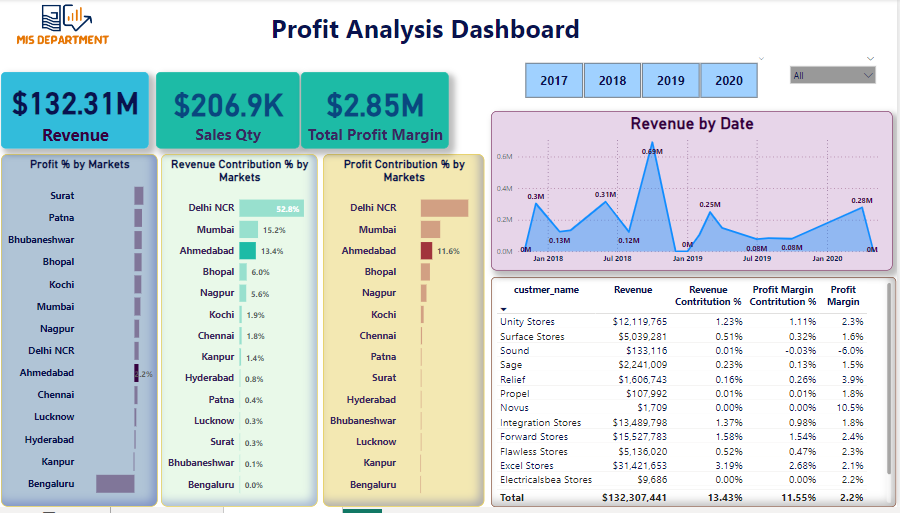 MIS DEPARTMENT
Profit Analysis Dashboard
2017 2018 2019 2020
All
$132.31M
Revenue
$206.9K
Sales Qty
$2.85M
Total Profit Margin
Profit % by Markets
Surat
Patna
Bhubaneshwar
Bhopal
Kochi
Mumbai
Nagpur
Delhi NCR
Ahmedabad 2.2%
Chennai
Lucknow
Hyderabad
Kanpur
Bengaluru
Revenue Contribution % by
Markets
Delhi NCR 52.8%
Mumbai 15.2%
Ahmedabad 13.4%
Bhopal 6.0%
Nagpur 5.6%
Kochi 1.9%
Chennai 1.8%
Kanpur 1.4%
Hyderabad 0.8%
Patna 0.4%
Lucknow 0.3%
Surat 0.3%
Bhubaneshwar 0.1%
Bengaluru 0.0%
Profit Contribution % by
Markets
Delhi NCR
Mumbai
Ahmedabad 11.6%
Bhopal
Nagpur
Kochi
Chennai
Patna
Surat
Hyderabad
Bhubaneshwar
Lucknow
Kanpur
Bengaluru
Revenue by Date
0.6M
0.4M
0.2M
0.0M
0M 0.3M 0.13M 0.31M 0.12M 0.69M 0M 0.25M 0.08M 0.08M 0.28M 0M
Jan 2018 Jul 2018 Jan 2019 Jul 2019 Jan 2020
custmer_name Revenue Revenue Profit Margin Profit
Contritution % Contribution % Margin
Unity Stores $12,119,765 1.23% 1.11% 2.3%
Surface Stores $5,039,281 0.51% 0.32% 1.6%
Sound $133,116 0.01% -0.03% -6.0%
Sage $2,241,009 0.23% 0.13% 1.5%
Relief $1,606,743 0.16% 0.26% 3.9%
Propel $107,992 0.01% 0.01% 1.8%
Novus $1,709 0.00% 0.00% 10.5%
Integration Stores $13,489,798 1.37% 0.98% 1.8%
Forward Stores $15,527,783 1.58% 1.54% 2.4%
Flawless Stores $5,136,020 0.52% 0.47% 2.3%
Excel Stores $31,421,653 3.19% 2.68% 2.1%
Electricalsbea Stores $9,686 0.00% 0.00% 2.2%
Total $132,307,441 13.43% 11.55% 2.2%